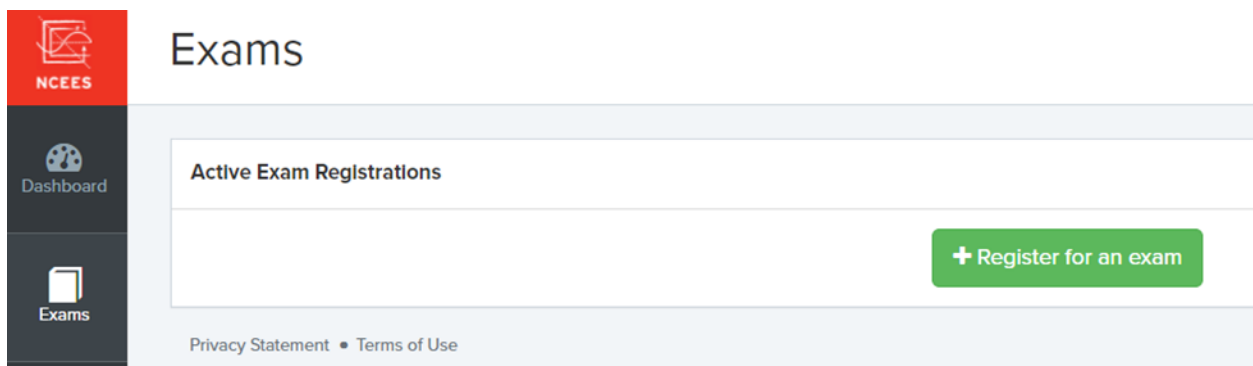 NCEES
Exams
Dashboard
Active Exam Registrations
+ Register for an exam
Exams
Privacy Statement • Terms of Use